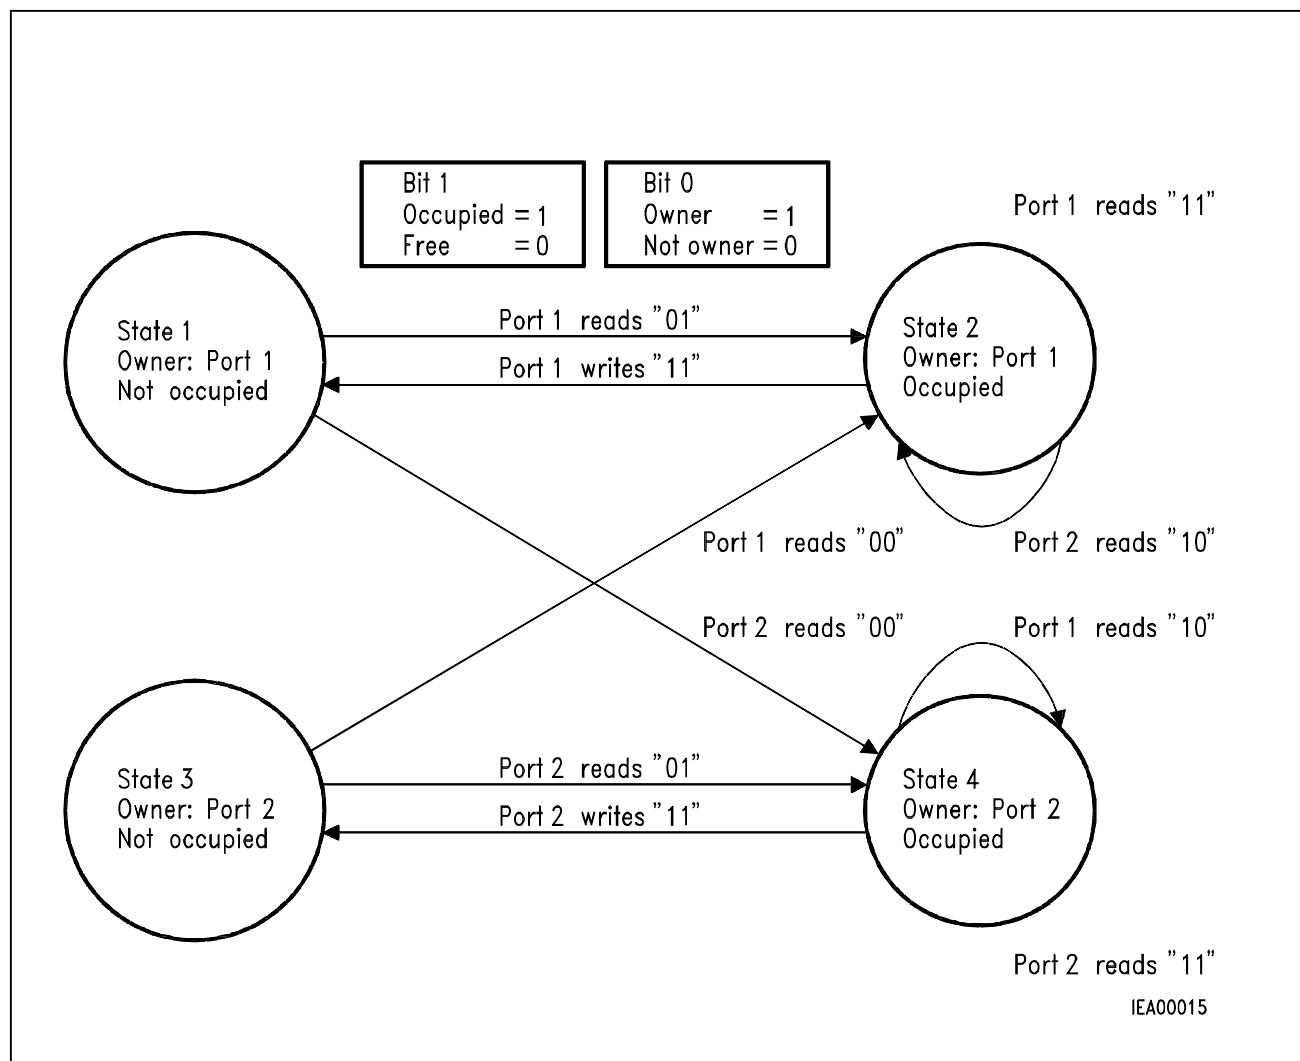 Bit 1
Occupied = 1
Free = 0
Bit 0
Owner = 1
Not owner = 0
Port 1 reads "11"
State 1
Owner: Port 1
Not occupied
Port 1 reads "01"
Port 1 writes "11"
State 2
Owner: Port 1
Occupied
Port 1 reads "00"
Port 2 reads "10"
Port 2 reads "00"
Port 1 reads "10"
State 3
Owner: Port 2
Not occupied
Port 2 reads "01"
Port 2 writes "11"
State 4
Owner: Port 2
Occupied
Port 2 reads "11"
IEA00015